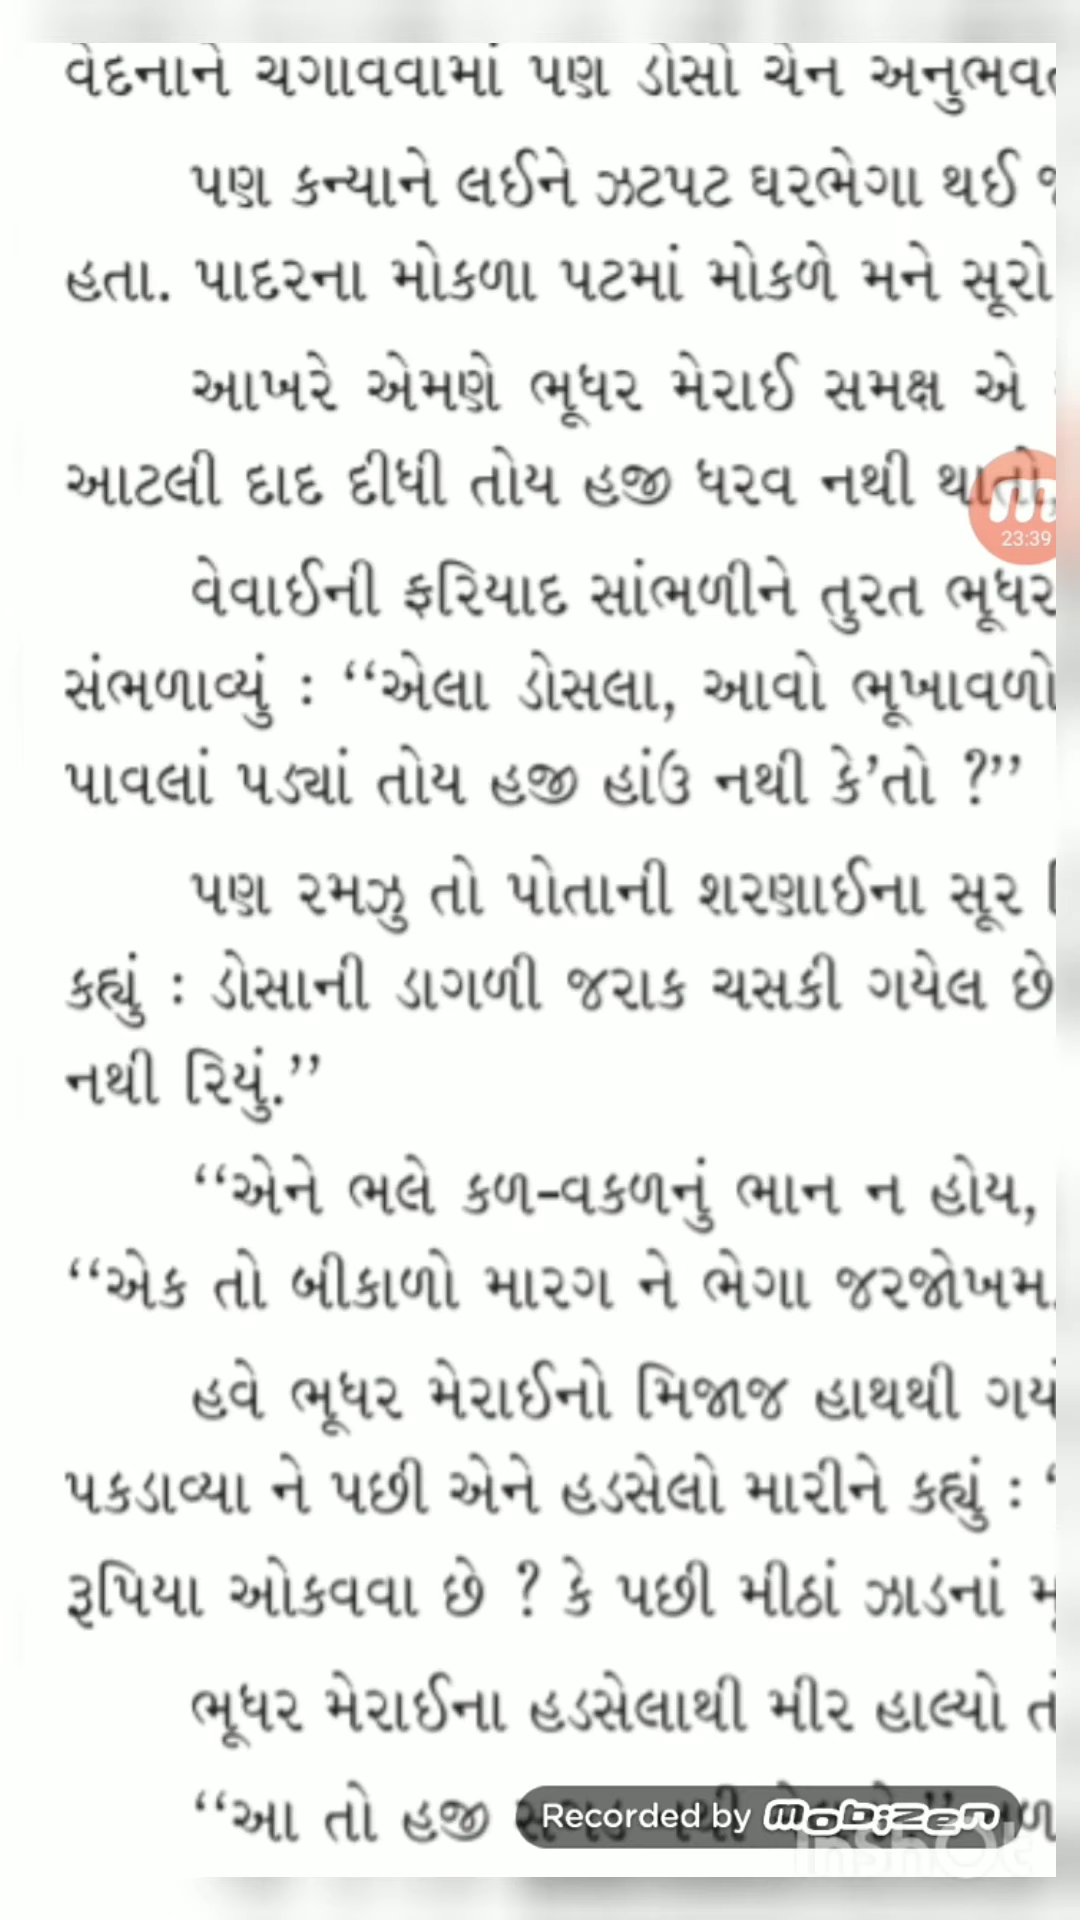 વેદનાને ચગાવવામાં પણ ડોસો ચેન
પણ કન્યાને લઈને ઝટપટ ઘરભેગા થઈ
હતા. પાદરના મોકળા પટમાં મોકળે મને સૂરો
આખરે એમણે ભૂધર મેરાઈ સમક્ષ એ
આટલી દાદ દીધી તોય હજી ધરવ નથી થાતો,
23:39
વેવાઈની ફરિયાદ સાંભળીને તુરત ભૂધર
સંભળાવ્યું : ‘‘એલા ડોસલા, આવો ભૂખાવળો
પાવલાં પડ્યાં તોય હજી હાંઉ નથી કે’તો ?’’
પણ રમઝુ તો પોતાની શરણાઈના સૂર
કહ્યું : ડોસાની ડાગળી જરાક ચસકી ગયેલ છે
નથી રિયું.’’
‘‘એને ભલે કળ-વકળનું ભાન ન હોય,
‘‘એક તો બીકાળો મારગ ને ભેગા જરજોખમ.
હવે ભૂધર મેરાઈનો મિજાજ હાથથી
પકડાવ્યા ને પછી એને હડસેલો મારીને કહ્યું : ‘
રૂપિયા ઓકવવા છે ? કે પછી મીઠાં ઝાડનાં
ભૂધર મેરાઈના હડસેલાથી મીર હાલ્યો
‘‘આ તો હજી
Recorded by mobizen
InShot